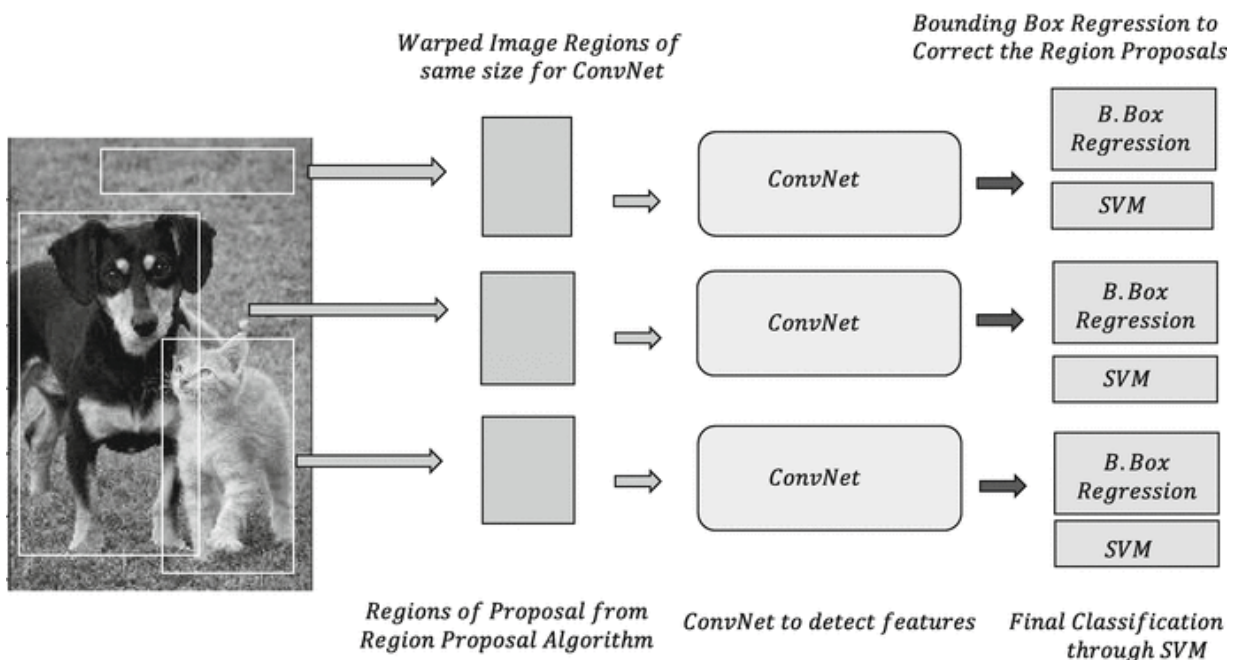 Warped Image Regions of
same size for ConvNet
Bounding Box Regression to
Correct the Region Proposals
ConvNet
B.Box
Regression
SVM
ConvNet
B.Box
Regression
SVM
ConvNet
B.Box
Regression
SVM
Regions of Proposal from
Region Proposal Algorithm
ConvNet to detect features
Final Classification
through SVM